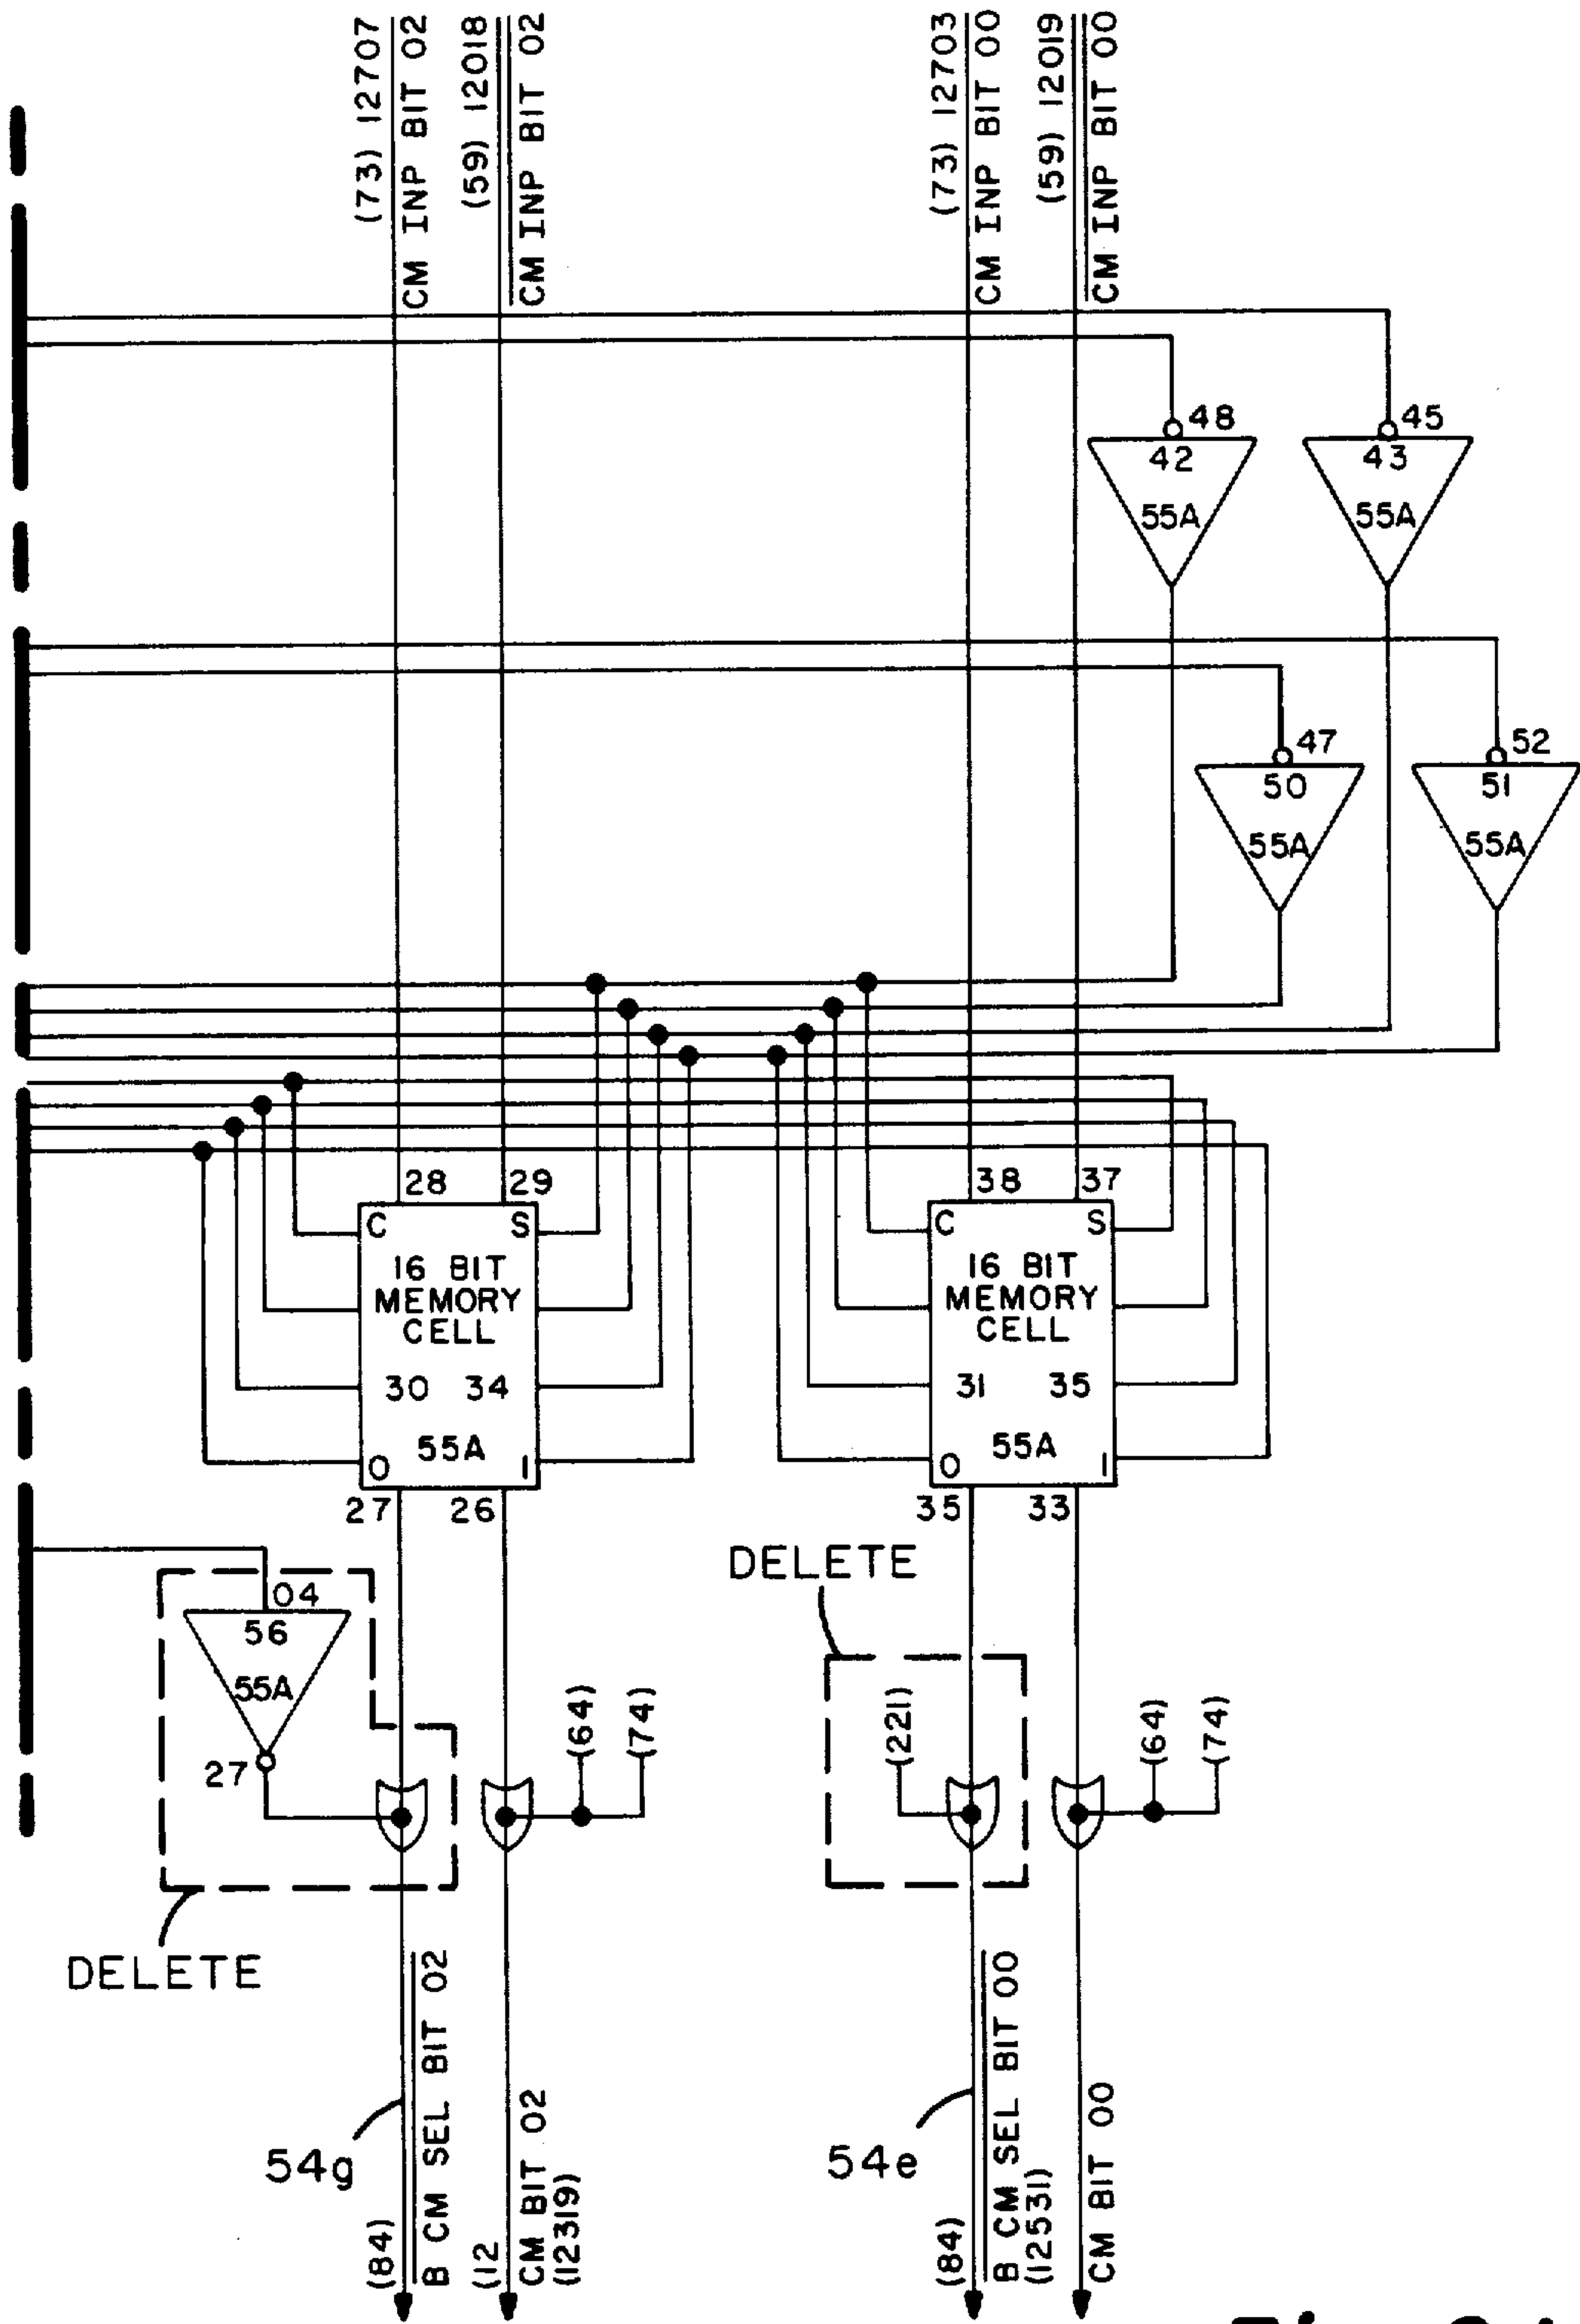 (73) 12707
CM INP BIT 02
(59) 12018
CM INP BIT 02
(73) 12703
CM INP BIT 00
(59) 12019
CM INP BIT 00
48
42
55A
45
43
55A
47
50
55A
52
51
55A
28
29
C
S
16 BIT
MEMORY
CELL
30 34
55A
O
I
27
26
38
37
C
S
16 BIT
MEMORY
CELL
31 35
55A
O
I
35
33
04
56
55A
27
DELETE
(64)
(74)
DELETE
(221)
(64)
(74)
54g
(84)
B CM SEL BIT 02
(12
CM BIT 02
(12319)
54e
(84)
B CM SEL BIT 00
(12531)
CM BIT 00